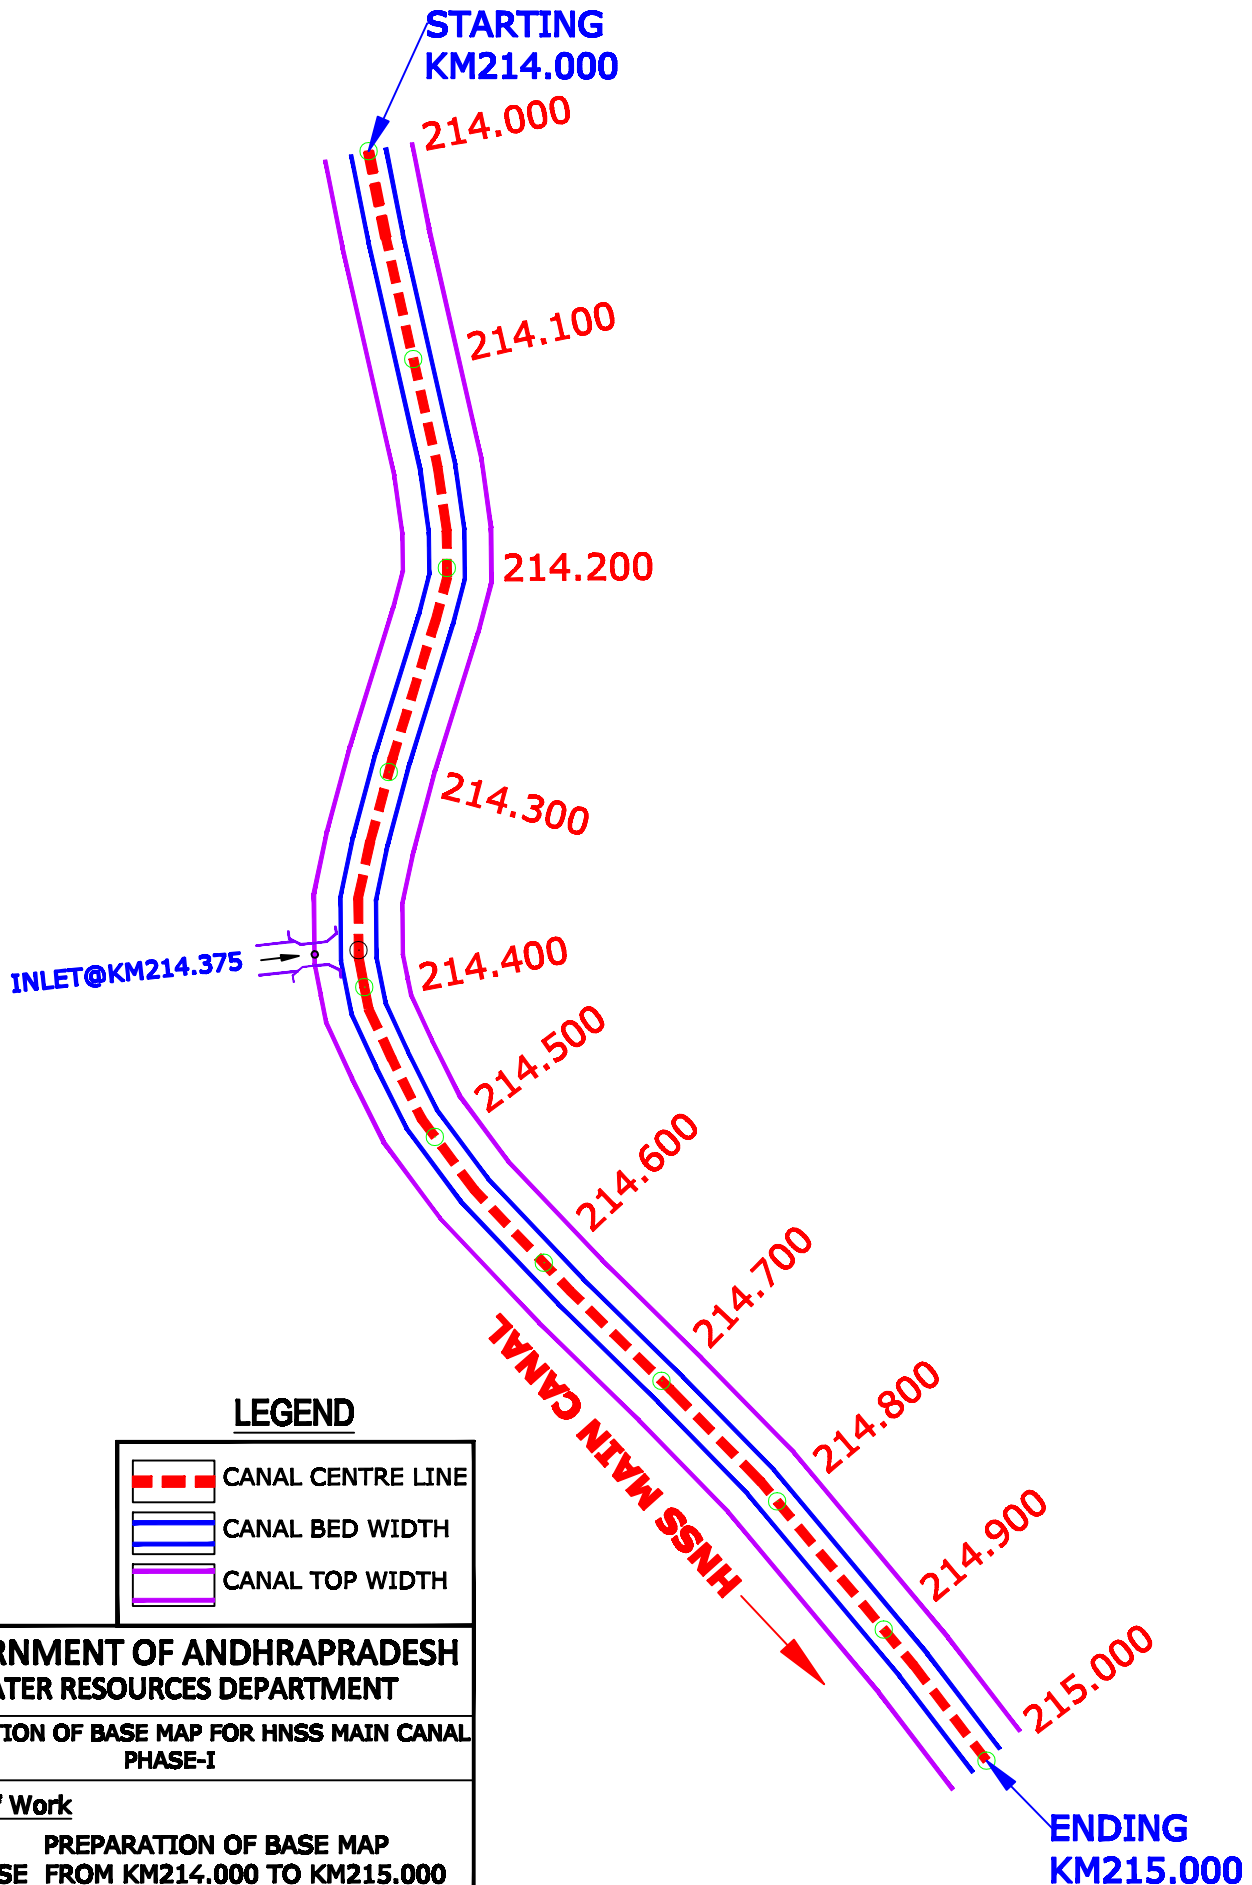 STARTING
KM214.000
214.000
214.100
214.200
214.300
INLET@KM214.375
214.400
214.500
214.600
214.700
214.800
214.900
215.000
HNSS MAIN CANAL
ENDING
KM215.000
LEGEND
CANAL CENTRE LINE
CANAL BED WIDTH
CANAL TOP WIDTH
RNMENT OF ANDHRAPRADESH
ATER RESOURCES DEPARTMENT
TION OF BASE MAP FOR HNSS MAIN CANAL
PHASE-I
Work
PREPARATION OF BASE MAP
SE FROM KM214.000 TO KM215.000